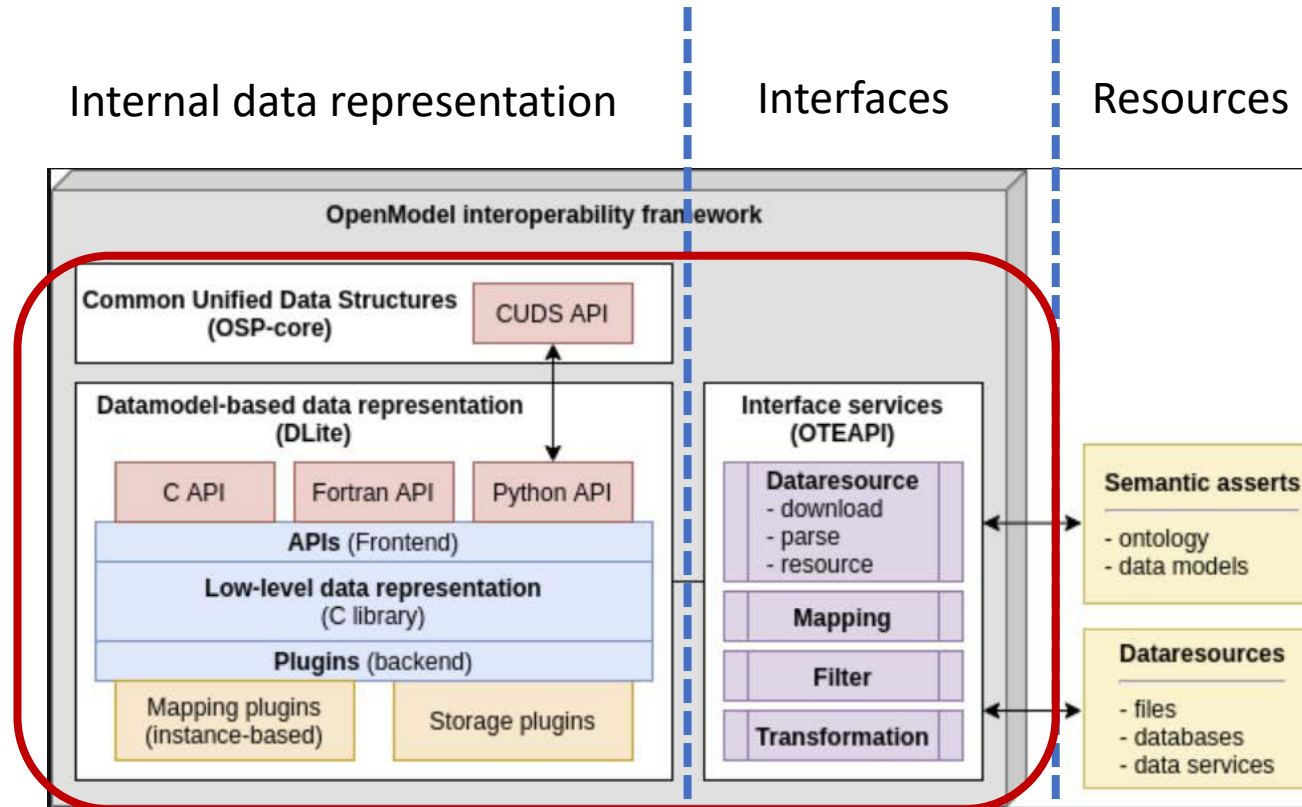 Internal data representation
Interfaces
Resources
OpenModel interoperability framework
Common Unified Data Structures
(OSP-core)
CUDS API
Datamodel-based data representation
(DLite)
C API
Fortran API
Python API
APIs (Frontend)
Low-level data representation
(C library)
Plugins (backend)
Mapping plugins
(instance-based)
Storage plugins
Interface services
(OTEAPI)
Dataresource
- download
- parse
- resource
Mapping
Filter
Transformation
Semantic asserts
- ontology
- data models
Dataresources
- files
- databases
- data services